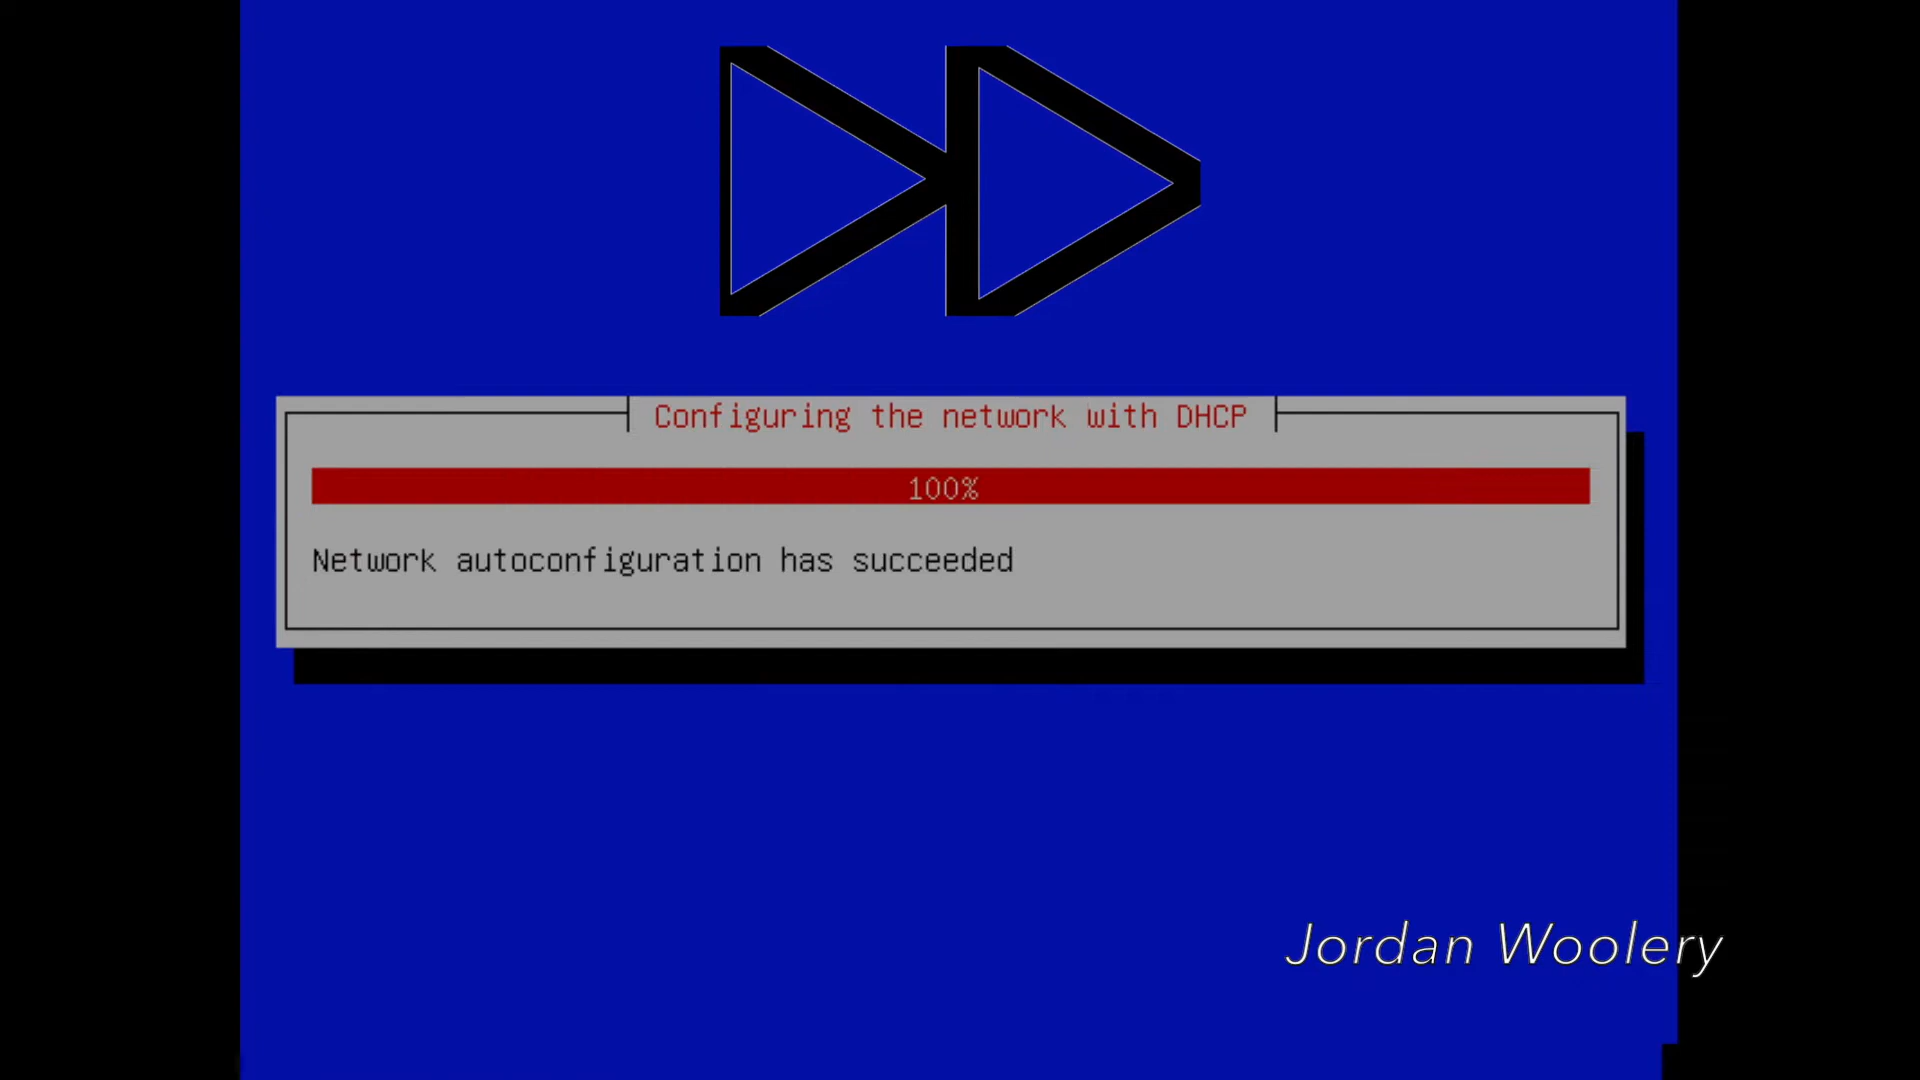 Configuring the network with DHCP
100%
Network autoconfiguration has succeeded
Jordan Woolery